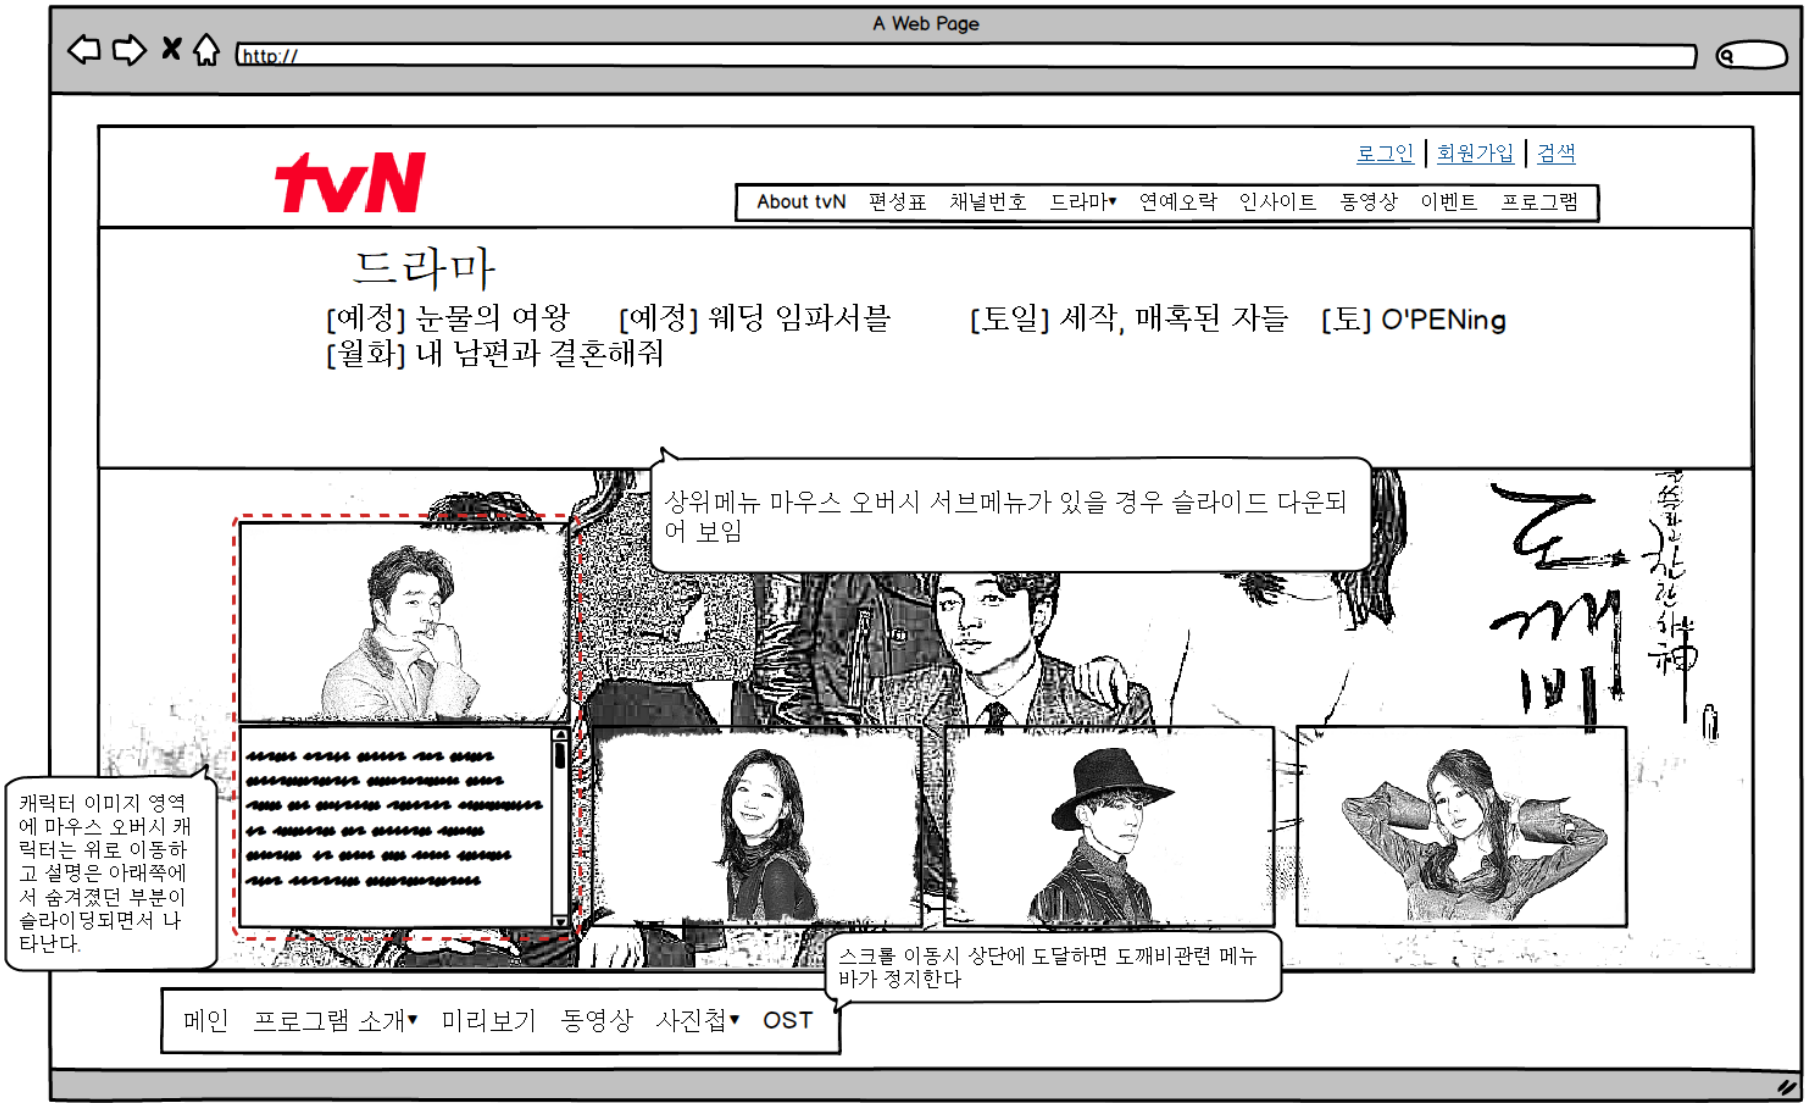 A Web Page
http://
tvN
로그인 | 회원가입 | 검색
About tvN 편성표 채널번호 드라마▾ 연예오락 인사이트 동영상 이벤트 프로그램
드라마
[예정] 눈물의 여왕 [예정] 웨딩 임파서블 [토일] 세작, 매혹된 자들 [토] O'PENing
[월화] 내 남편과 결혼해줘
상위메뉴 마우스 오버시 서브메뉴가 있을 경우 슬라이드 다운되
어 보임
도
깨
비
찬란하神
캐릭터 이미지 영역
에 마우스 오버시 캐
릭터는 위로 이동하
고 설명은 아래쪽에
서 숨겨졌던 부분이
슬라이딩되면서 나
타난다.
스크롤 이동시 상단에 도달하면 도깨비관련 메뉴
바가 정지한다
메인 프로그램 소개▾ 미리보기 동영상 사진첩▾ OST